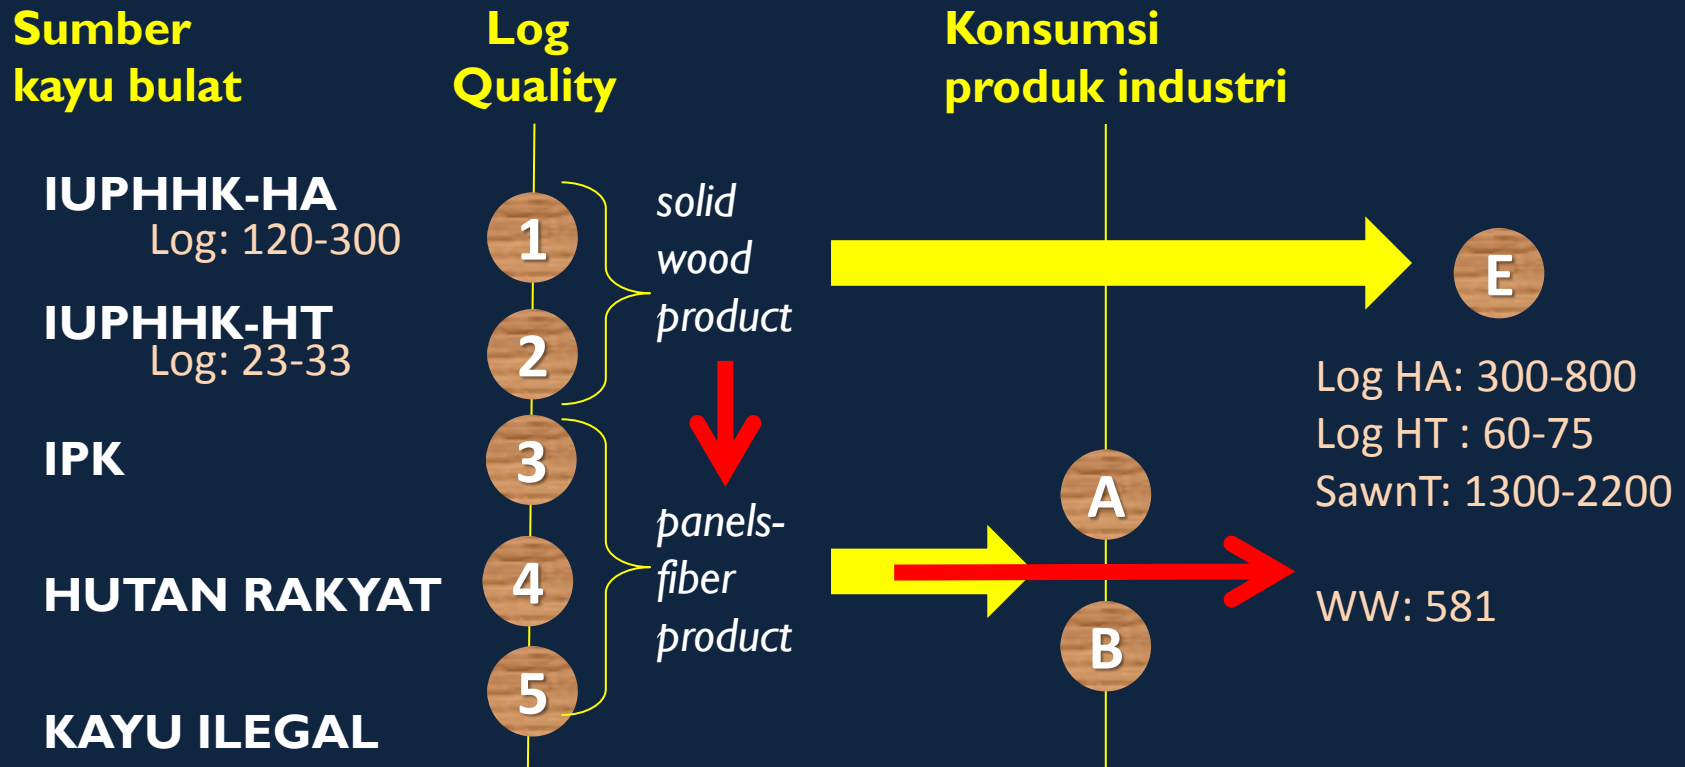 Sumber
kayu bulat
Log
Quality
Konsumsi
produk industri
IUPHHK-HA
Log: 120-300
IUPHHK-HT
Log: 23-33
IPK
HUTAN RAKYAT
KAYU ILEGAL
1
2
3
4
5
solid
wood
product
panels-
fiber
product
A
B
E
Log HA: 300-800
Log HT : 60-75
SawnT: 1300-2200
WW: 581